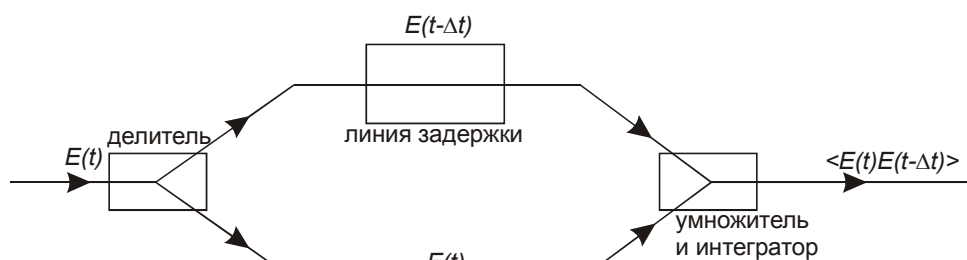 E(t-Δt)
делитель
линия задержки
E(t)
<E(t)E(t-Δt)>
умножитель
и интегратор
E(t)